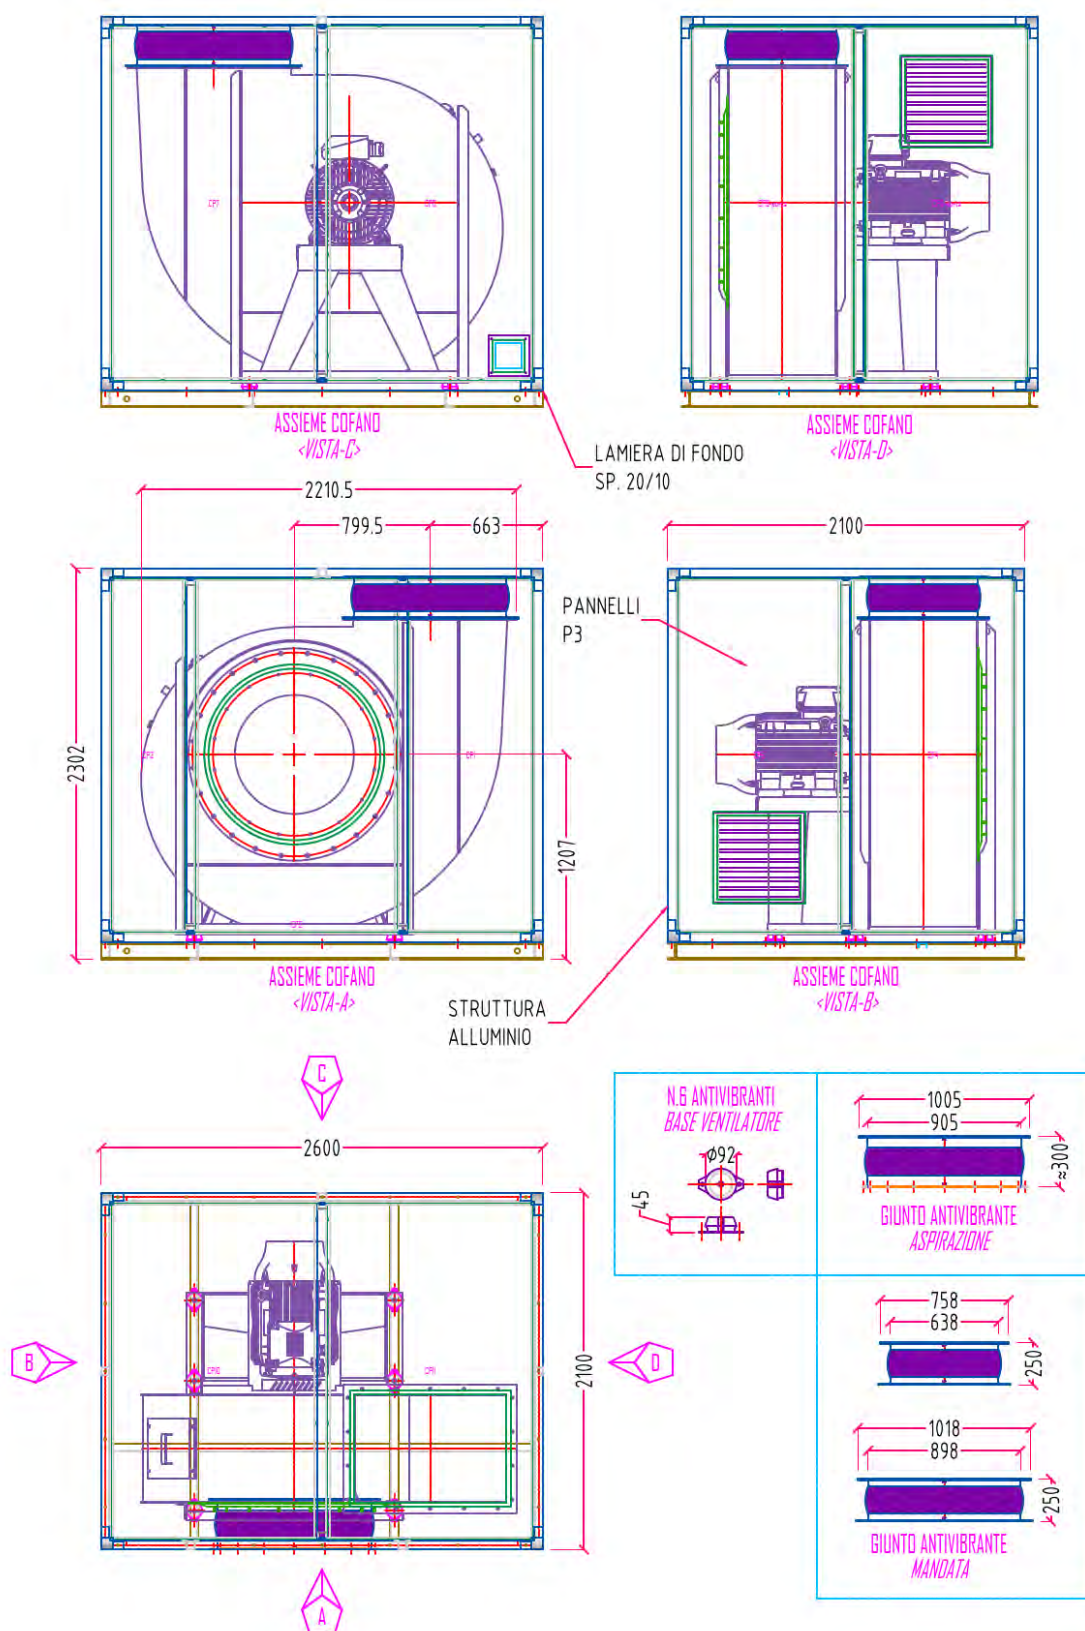 ASSIEME COFANO
<VISTA-C>
ASSIEME COFANO
<VISTA-D>
LAMIERA DI FONDO
SP. 20/10
2210.5
799.5
663
2100
2302
1207
PANNELLI
P3
ASSIEME COFANO
<VISTA-A>
ASSIEME COFANO
<VISTA-B>
STRUTTURA
ALLUMINIO
C
2600
2100
B
D
A
N.6 ANTIVIBRANTI
BASE VENTILATORE
Ø92
45
1005
905
≈300
GIUNTO ANTIVIBRANTE
ASPIRAZIONE
758
638
250
1018
898
250
GIUNTO ANTIVIBRANTE
MANDATA